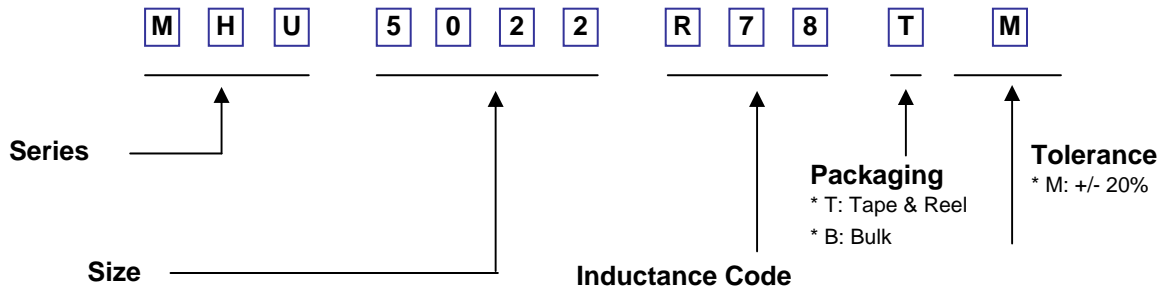 M H U 5 0 2 2 R 7 8 T M
Series
Tolerance
* M: +/- 20%
Packaging
* T: Tape & Reel
* B: Bulk
Size
Inductance Code